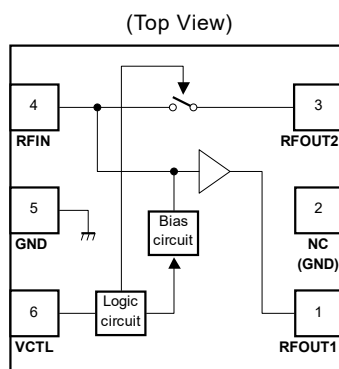 (Top View)
4
RFIN
3
RFOUT2
5
GND
2
NC
(GND)
Bias
circuit
6
VCTL
Logic
circuit
1
RFOUT1